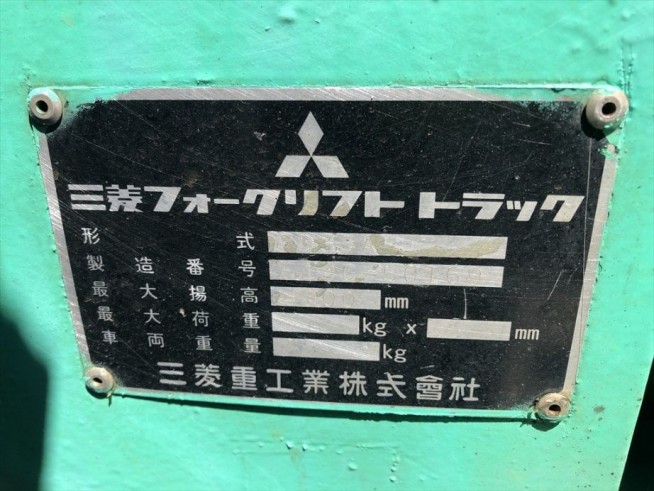 三菱フォークリフト トラック
形式
製造番号
最大揚高 mm
最大荷重 kg x mm
車両重量 kg
三菱重工業株式會社